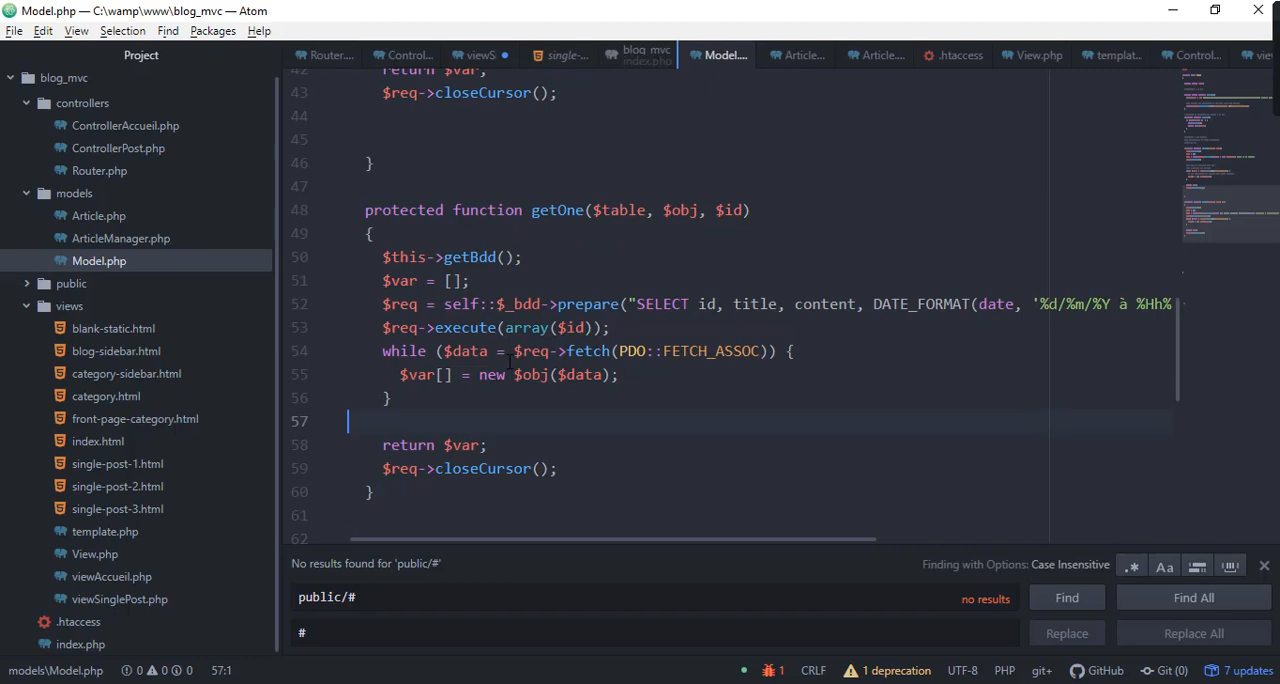 Model.php — C:\wamp\www\blog_mvc — Atom
File Edit View Selection Find Packages Help
Project
Router.... Control... viewS single-... blog_mvc index.php Model.... Article... Article.... .htaccess View.php templat... Control... vie
blog_mvc
controllers
ControllerAccueil.php
ControllerPost.php
Router.php
models
Article.php
ArticleManager.php
Model.php
public
views
blank-static.html
blog-sidebar.html
category-sidebar.html
category.html
front-page-category.html
index.html
single-post-1.html
single-post-2.html
single-post-3.html
template.php
View.php
viewAccueil.php
viewSinglePost.php
.htaccess
index.php
42 return $var;
43 $req->closeCursor();
44
45
46 }
47
48 protected function getOne($table, $obj, $id)
49 {
50 $this->getBdd();
51 $var = [];
52 $req = self::$_bdd->prepare("SELECT id, title, content, DATE_FORMAT(date, '%d/%m/%Y à %Hh%
53 $req->execute(array($id));
54 while ($data = $req->fetch(PDO::FETCH_ASSOC)) {
55 $var[] = new $obj($data);
56 }
57
58 return $var;
59 $req->closeCursor();
60 }
61
62
No results found for 'public/#'
Finding with Options: Case Insensitive .* Aa
public/# no results Find Find All
# Replace Replace All
models\Model.php 0 0 0 57:1 1 CRLF 1 deprecation UTF-8 PHP git+ GitHub Git (0) 7 updates